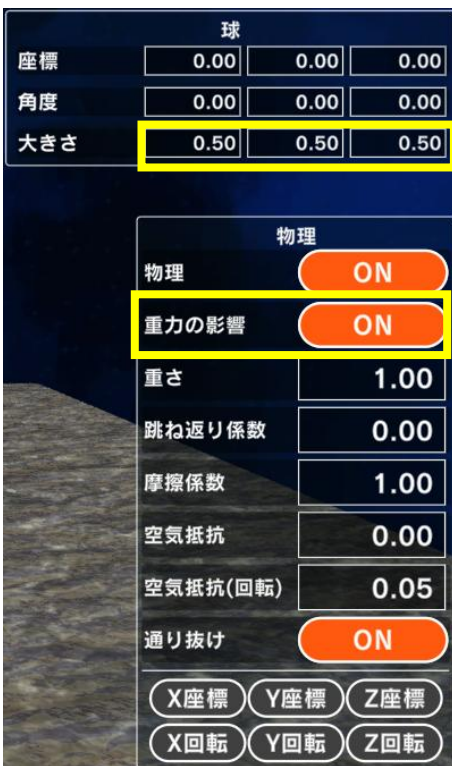 球
座標 0.00 0.00 0.00
角度 0.00 0.00 0.00
大きさ 0.50 0.50 0.50
物理
物理 ON
重力の影響 ON
重さ 1.00
跳ね返り係数 0.00
摩擦係数 1.00
空気抵抗 0.00
空気抵抗(回転) 0.05
通り抜け ON
X座標 Y座標 Z座標
X回転 Y回転 Z回転